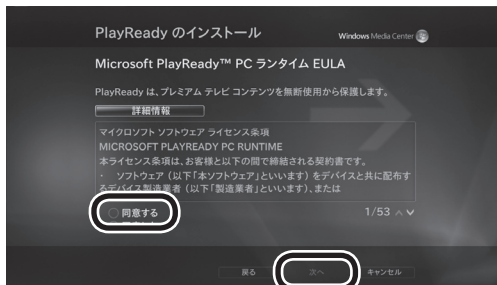 PlayReady のインストール
Windows Media Center
Microsoft PlayReady™ PC ランタイム EULA
PlayReady は、プレミアム テレビ コンテンツを無断使用から保護します。
詳細情報
マイクロソフト ソフトウェア ライセンス条項
MICROSOFT PLAYREADY PC RUNTIME
本ライセンス条項は、お客様と以下の間で締結される契約書です。
・ ソフトウェア (以下「本ソフトウェア」といいます) をデバイスと共に配布す
るデバイス製造業者 (以下「製造業者」といいます)、または
同意する
1/53
戻る
次へ
キャンセル